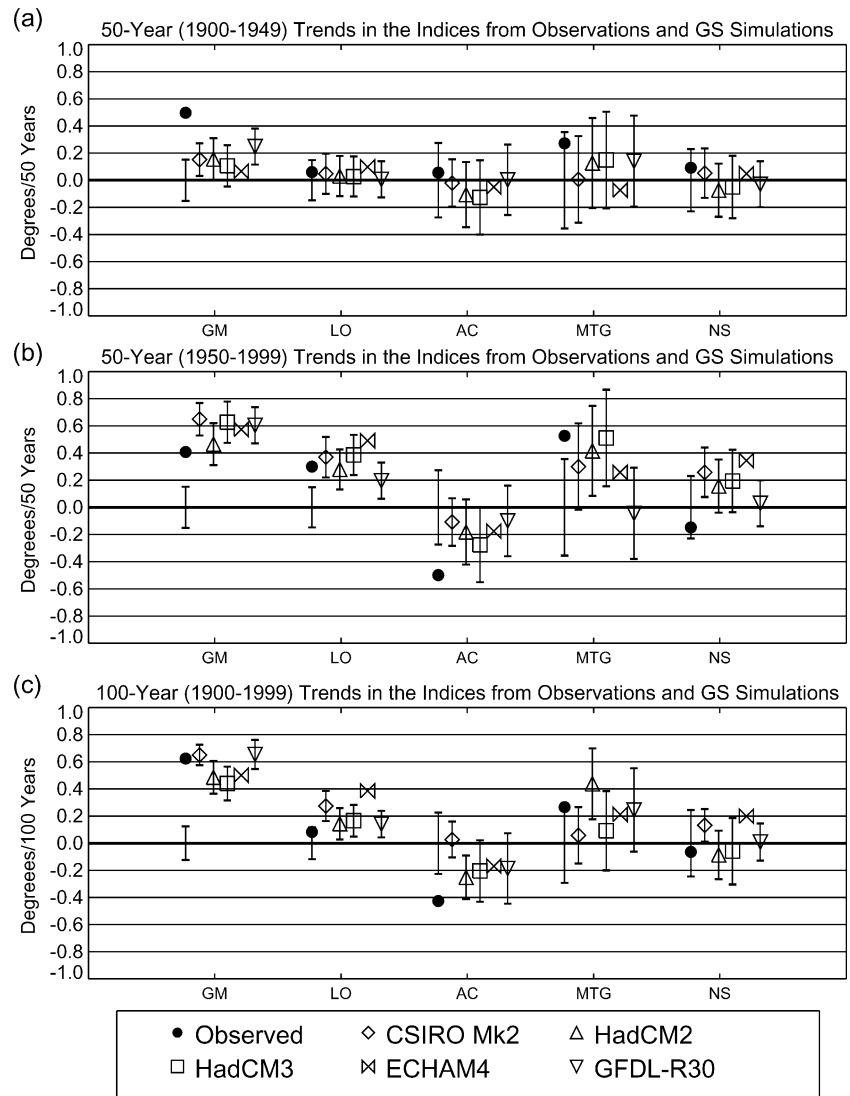 (a)
50-Year (1900-1949) Trends in the Indices from Observations and GS Simulations
Degrees/50 Years
1.0
0.8
0.6
0.4
0.2
0.0
-0.2
-0.4
-0.6
-0.8
-1.0
GM LO AC MTG NS
(b)
50-Year (1950-1999) Trends in the Indices from Observations and GS Simulations
Degreees/50 Years
1.0
0.8
0.6
0.4
0.2
0.0
-0.2
-0.4
-0.6
-0.8
-1.0
GM LO AC MTG NS
(c)
100-Year (1900-1999) Trends in the Indices from Observations and GS Simulations
Degreees/100 Years
1.0
0.8
0.6
0.4
0.2
0.0
-0.2
-0.4
-0.6
-0.8
-1.0
GM LO AC MTG NS
Observed CSIRO Mk2 HadCM2
HadCM3 ECHAM4 GFDL-R30